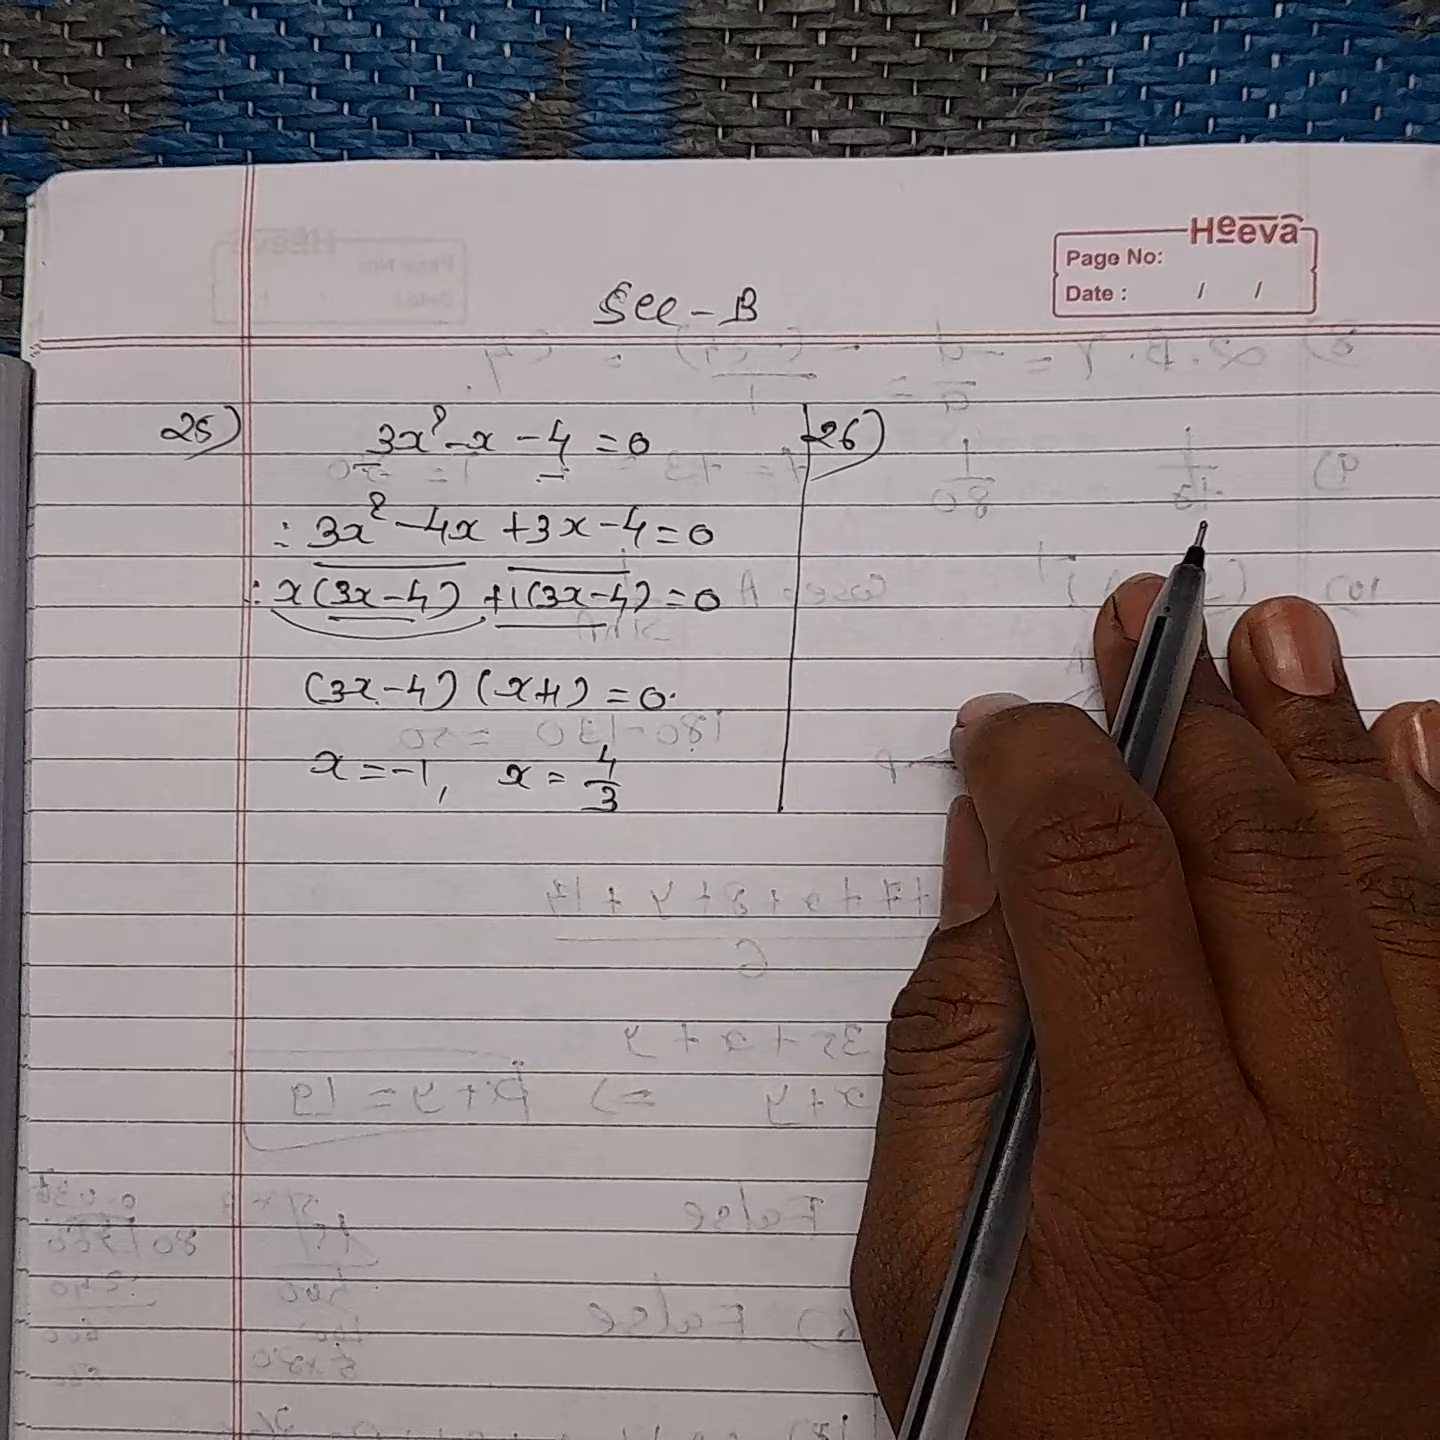 Heeva
Page No:
Date : / /
Sec - B
25) 3x² - x - 4 = 0
∴ 3x² - 4x + 3x - 4 = 0
∴ x(3x - 4) + 1(3x - 4) = 0
(3x - 4) (x + 1) = 0.
x = -1, x = 4/3
26)